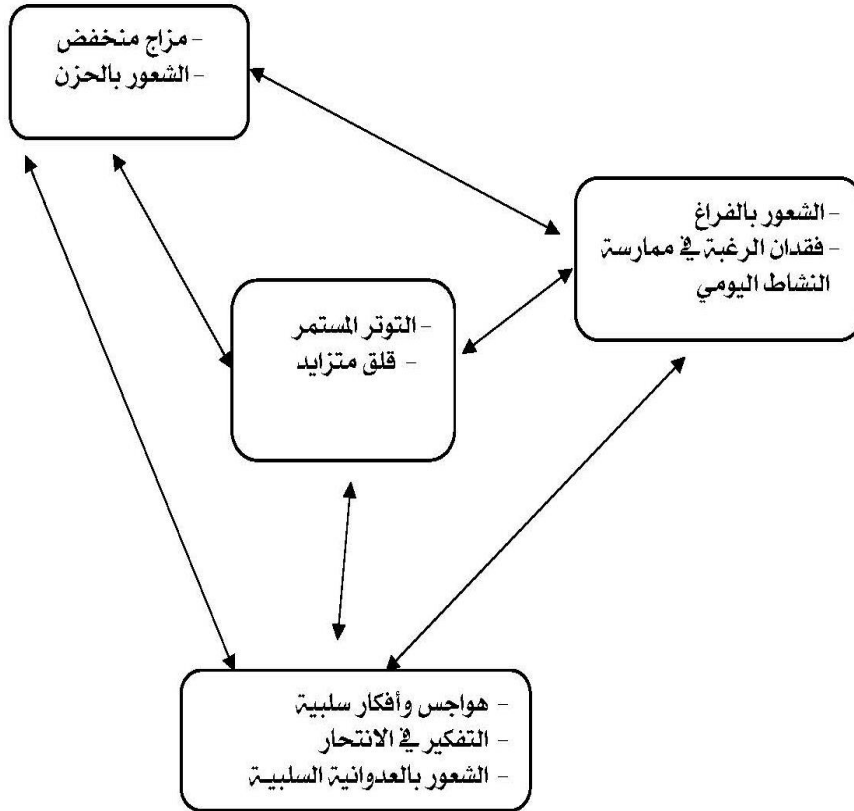 - مزاج منخفض
- الشعور بالحزن
- الشعور بالفراغ
- فقدان الرغبة في ممارسة
النشاط اليومي
- التوتر المستمر
- قلق متزايد
- هواجس وأفكار سلبية
- التفكير في الانتحار
- الشعور بالعدوانية السلبية